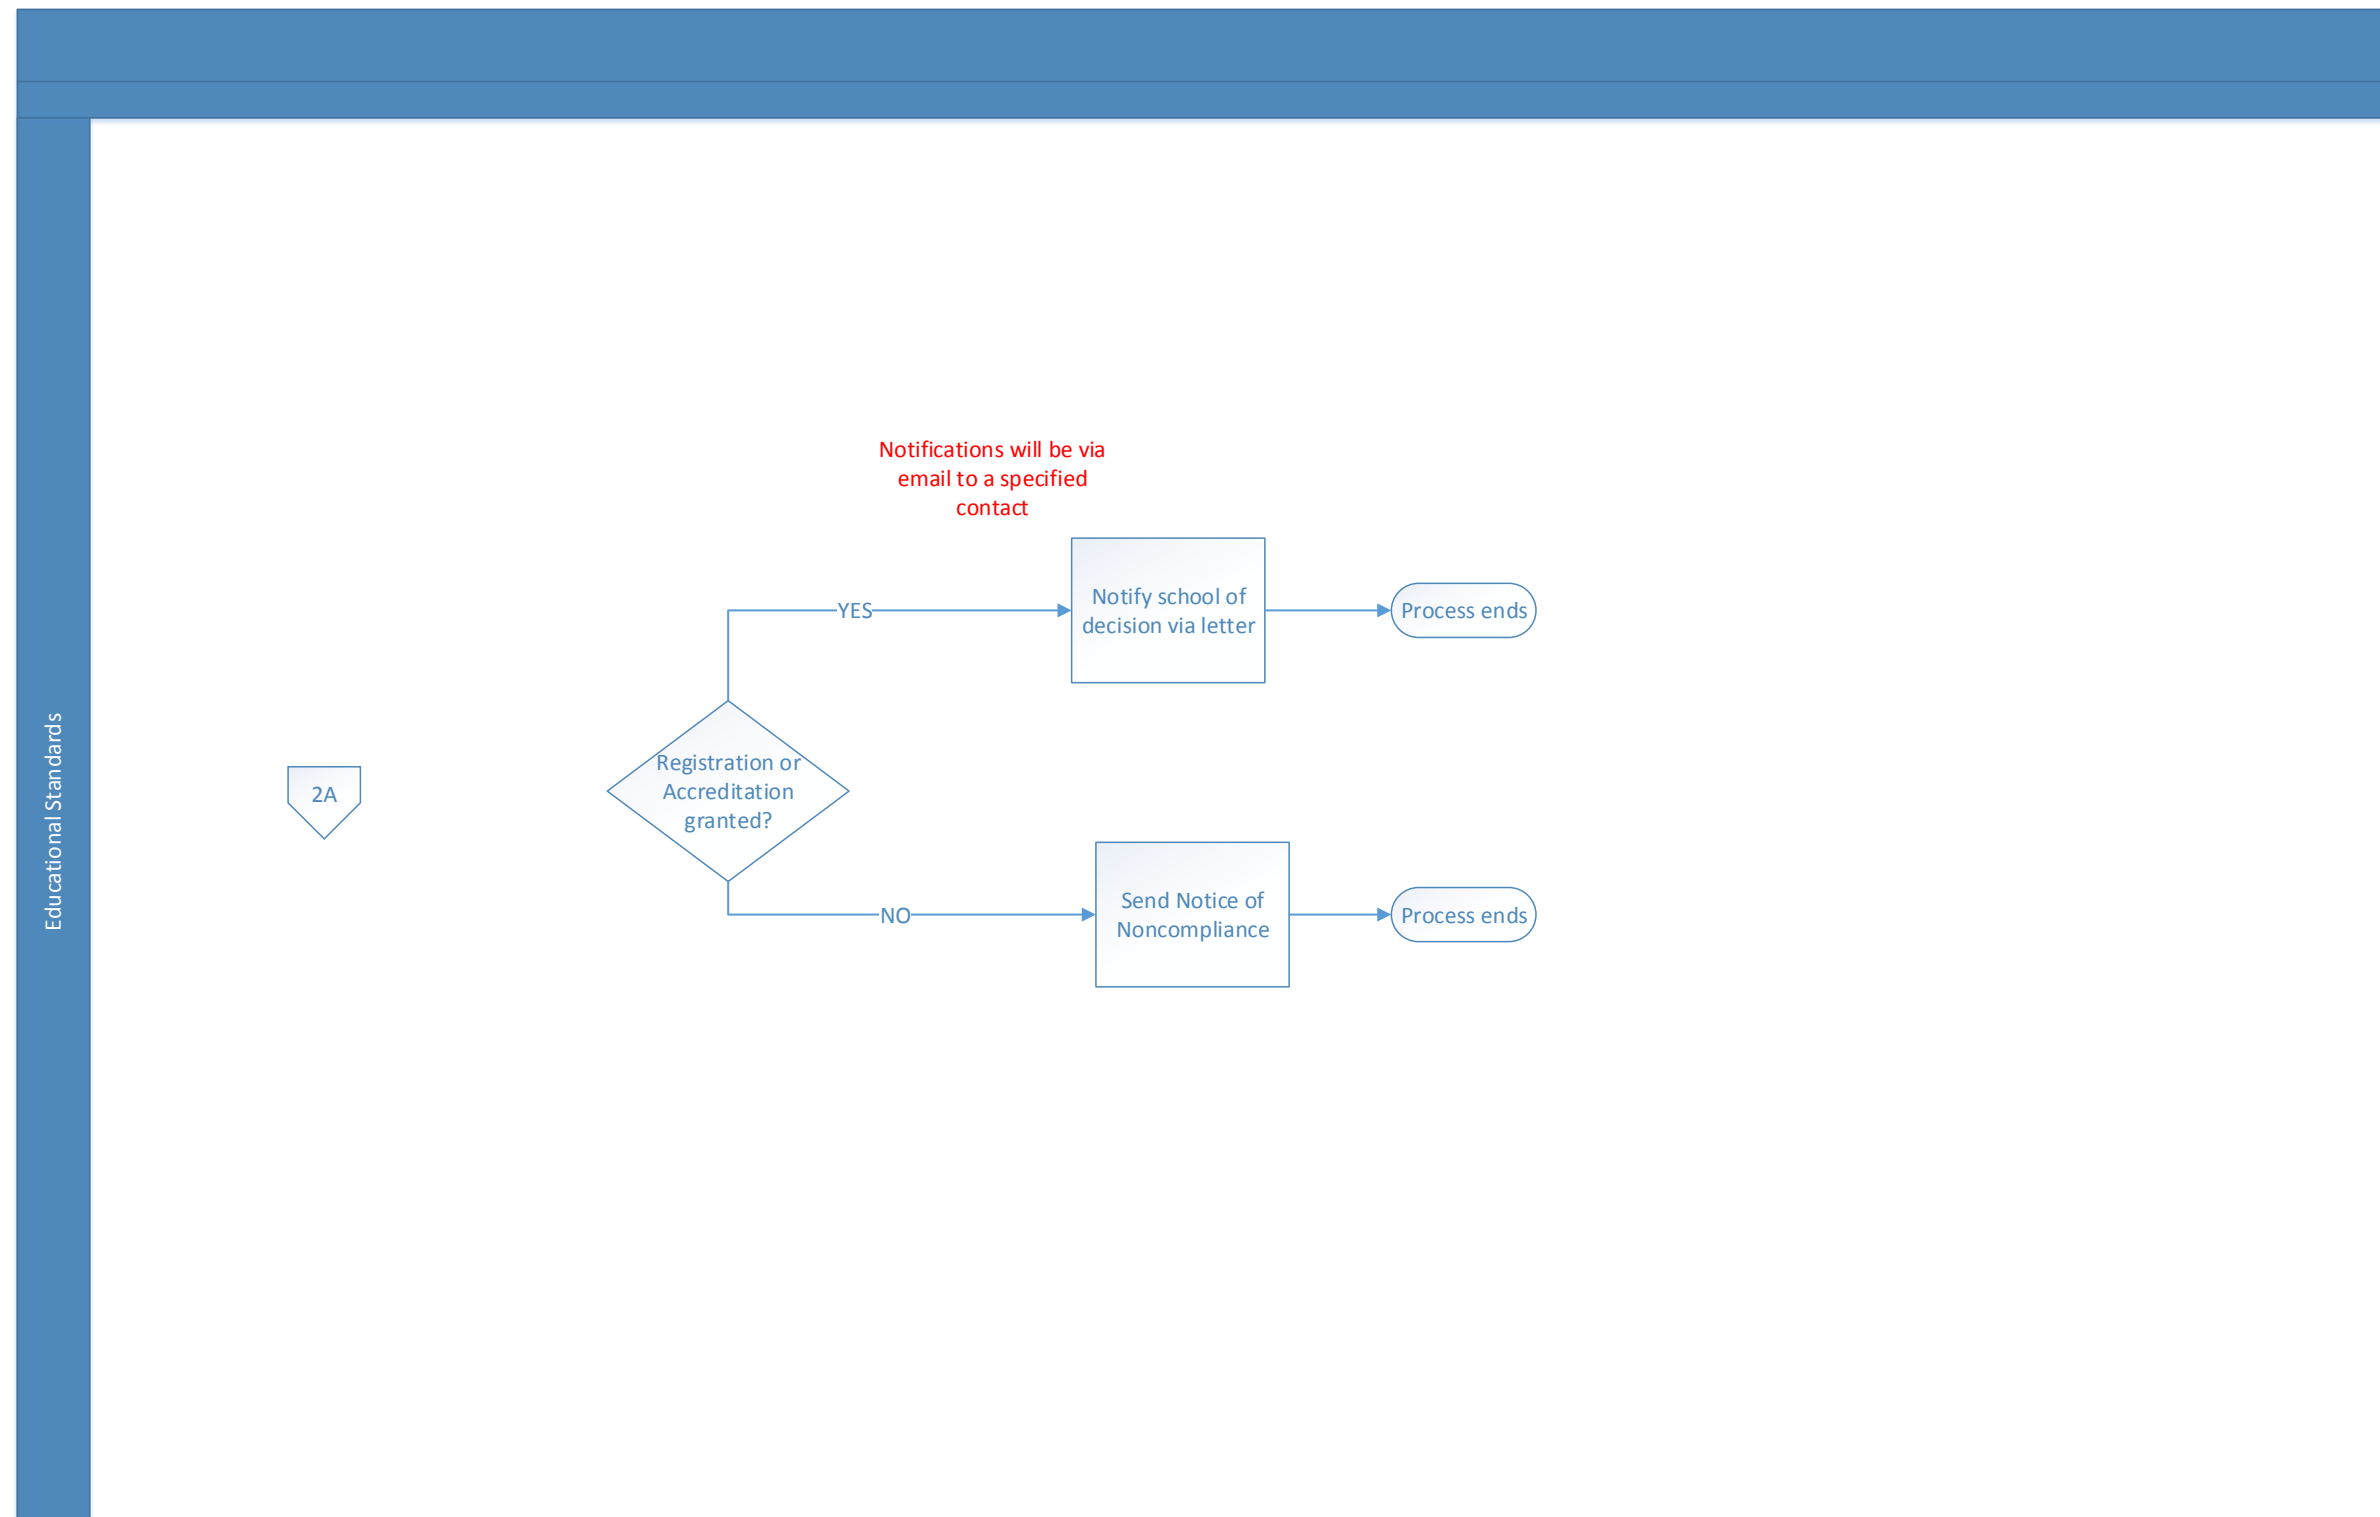 Educational Standards
2A
Registration or
Accreditation
granted?
Notifications will be via
email to a specified
contact
YES
Notify school of
decision via letter
Process ends
NO
Send Notice of
Noncompliance
Process ends